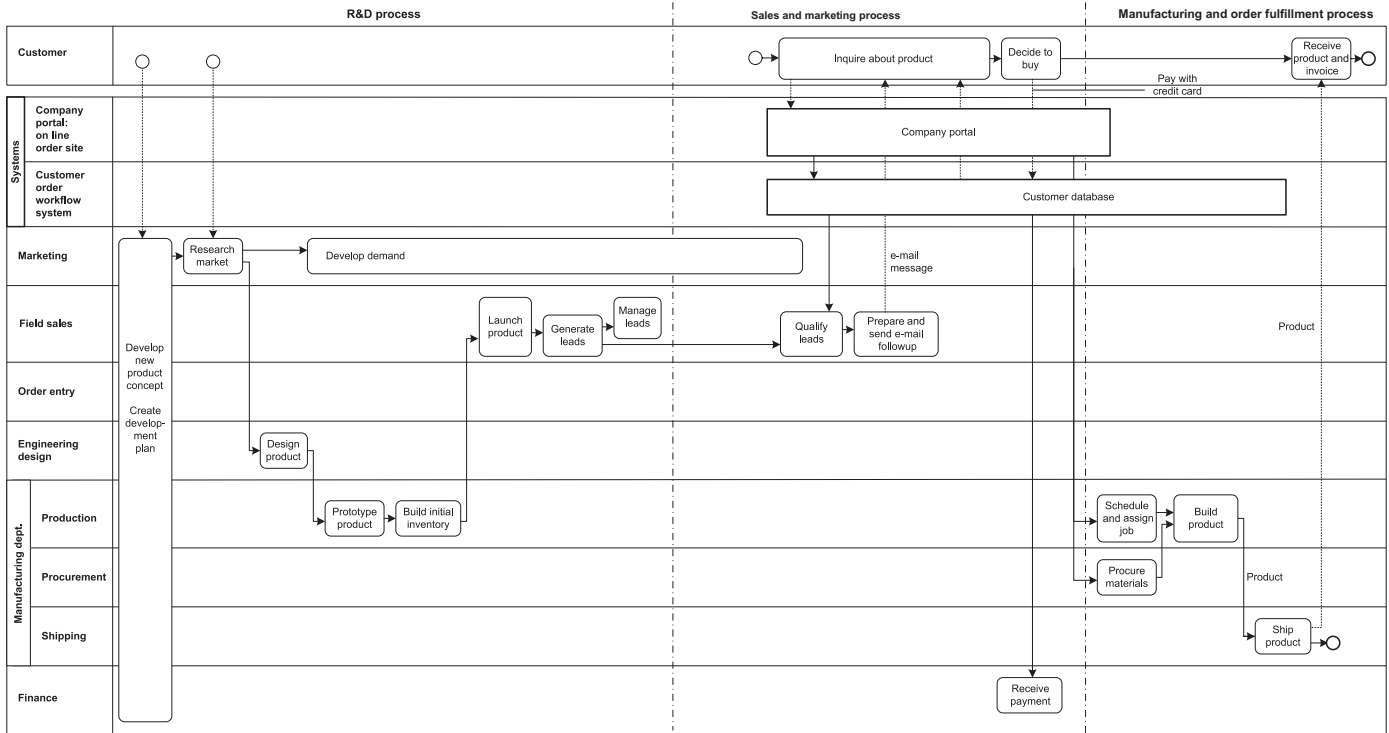 R&D process
Sales and marketing process
Manufacturing and order fulfillment process
Customer
Inquire about product
Decide to
buy
Receive
product and
invoice
Pay with
credit card
Systems
Company
portal:
on line
order site
Company portal
Customer
order
workflow
system
Customer database
Marketing
Research
market
Develop demand
e-mail
message
Field sales
Develop
new
product
concept
Create
develop-
ment
plan
Launch
product
Generate
leads
Manage
leads
Qualify
leads
Prepare and
send e-mail
followup
Product
Order entry
Engineering
design
Design
product
Manufacturing dept.
Production
Prototype
product
Build initial
inventory
Schedule
and assign
job
Build
product
Procurement
Procure
materials
Product
Shipping
Ship
product
Finance
Receive
payment